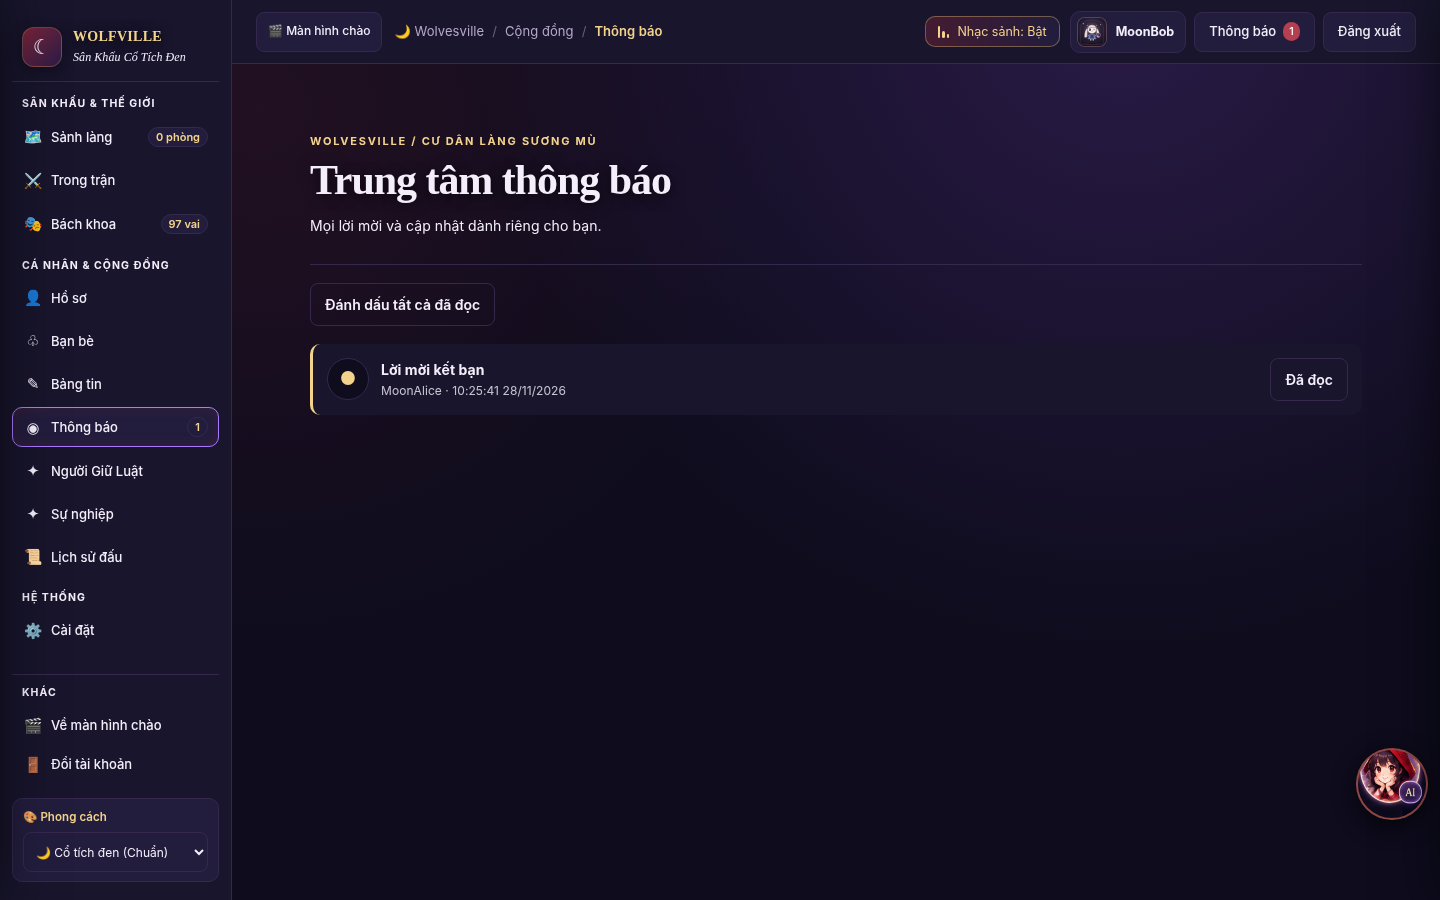 WOLFVILLE
Sân Khấu Cổ Tích Đen
SÂN KHẤU & THẾ GIỚI
Sảnh làng
0 phòng
Trong trận
Bách khoa
97 vai
CÁ NHÂN & CỘNG ĐỒNG
Hồ sơ
Bạn bè
Bảng tin
Thông báo
1
Người Giữ Luật
Sự nghiệp
Lịch sử đấu
HỆ THỐNG
Cài đặt
KHÁC
Về màn hình chào
Đổi tài khoản
Phong cách
Cổ tích đen (Chuẩn)
Màn hình chào
Wolvesville / Cộng đồng / Thông báo
Nhạc sảnh: Bật
MoonBob
Thông báo 1
Đăng xuất
WOLVESVILLE / CƯ DÂN LÀNG SƯƠNG MÙ
Trung tâm thông báo
Mọi lời mời và cập nhật dành riêng cho bạn.
Đánh dấu tất cả đã đọc
Lời mời kết bạn
MoonAlice · 10:25:41 28/11/2026
Đã đọc
AI